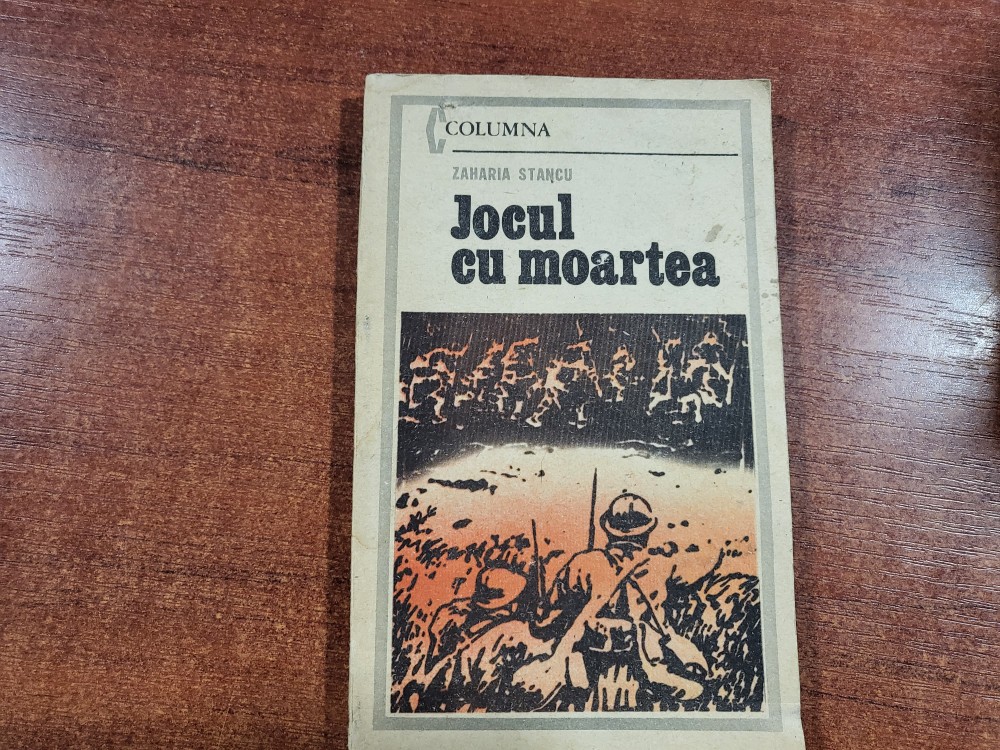 COLUMNA
ZAHARIA STANCU
Jocul
cu moartea